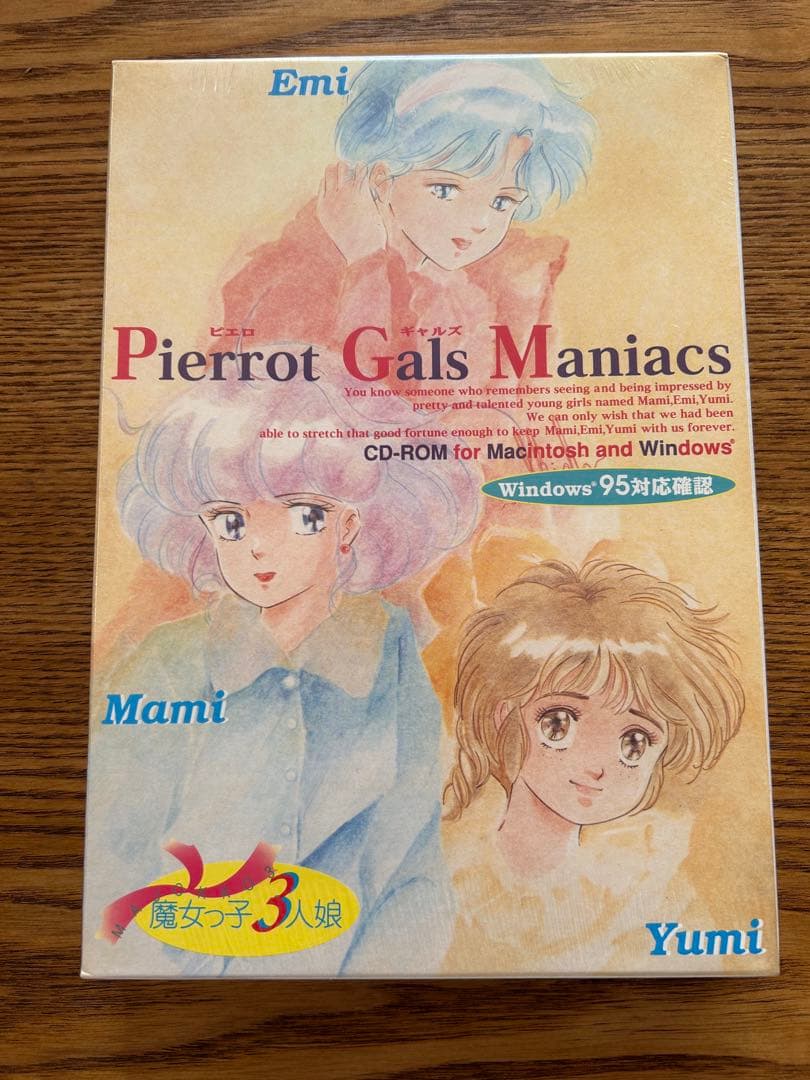 Emi
ピエロ ギャルズ
Pierrot Gals Maniacs
You know someone who remembers seeing and being impressed by
pretty and talented young girls named Mami,Emi,Yumi.
We can only wish that we had been
able to stretch that good fortune enough to keep Mami,Emi,Yumi with us forever.
CD-ROM for Macintosh and Windows®
Windows® 95対応確認
Mami
魔女っ子3人娘
Yumi